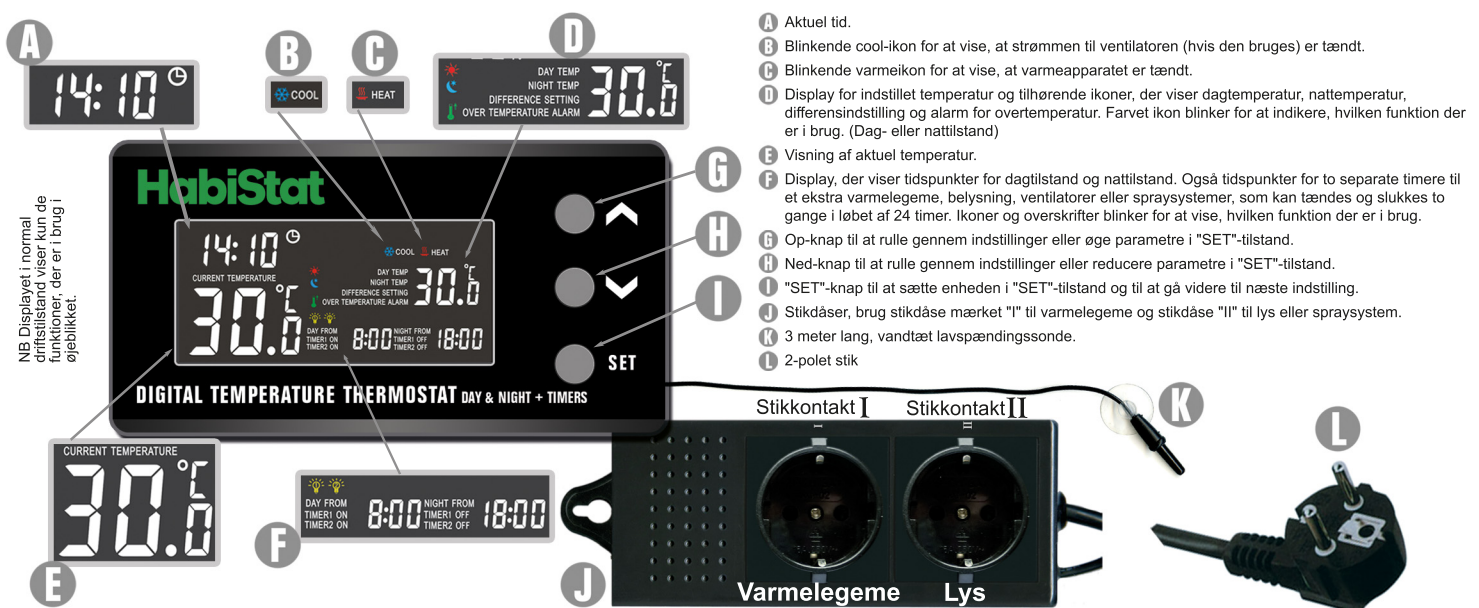 A
14:10
B
COOL
C
HEAT
D
DAY TEMP
NIGHT TEMP
DIFFERENCE SETTING
OVER TEMPERATURE ALARM
30.0
°C
HabiStat
14:10
COOL
HEAT
CURRENT TEMPERATURE
30.0
°C
DAY TEMP
NIGHT TEMP
DIFFERENCE SETTING
OVER TEMPERATURE ALARM
30.0
°C
DAY FROM
TIMER1 ON
TIMER2 ON
8:00
NIGHT FROM
TIMER1 OFF
TIMER2 OFF
18:00
SET
DIGITAL TEMPERATURE THERMOSTAT DAY & NIGHT + TIMERS
G
H
I
NB Displayet i normal
driftstilstand viser kun de
funktioner, der er i brug i
øjeblikket.
CURRENT TEMPERATURE
30.0
°C
E
DAY FROM
TIMER1 ON
TIMER2 ON
8:00
NIGHT FROM
TIMER1 OFF
TIMER2 OFF
18:00
F
A Aktuel tid.
B Blinkende cool-ikon for at vise, at strømmen til ventilatoren (hvis den bruges) er tændt.
C Blinkende varmeikon for at vise, at varmeapparatet er tændt.
D Display for indstillet temperatur og tilhørende ikoner, der viser dagtemperatur, nattemperatur,
differensindstilling og alarm for overtemperatur. Farvet ikon blinker for at indikere, hvilken funktion der
er i brug. (Dag- eller nattilstand)
E Visning af aktuel temperatur.
F Display, der viser tidspunkter for dagtilstand og nattilstand. Også tidspunkter for to separate timere til
et ekstra varmelegeme, belysning, ventilatorer eller spraysystemer, som kan tændes og slukkes to
gange i løbet af 24 timer. Ikoner og overskrifter blinker for at vise, hvilken funktion der er i brug.
G Op-knap til at rulle gennem indstillinger eller øge parametre i "SET"-tilstand.
H Ned-knap til at rulle gennem indstillinger eller reducere parametre i "SET"-tilstand.
I "SET"-knap til at sætte enheden i "SET"-tilstand og til at gå videre til næste indstilling.
J Stikdåser, brug stikdåse mærket "I" til varmelegeme og stikdåse "II" til lys eller spraysystem.
K 3 meter lang, vandtæt lavspændingssonde.
L 2-polet stik
Stikkontakt I
Stikkontakt II
I
II
K
L
J
Varmelegeme
Lys